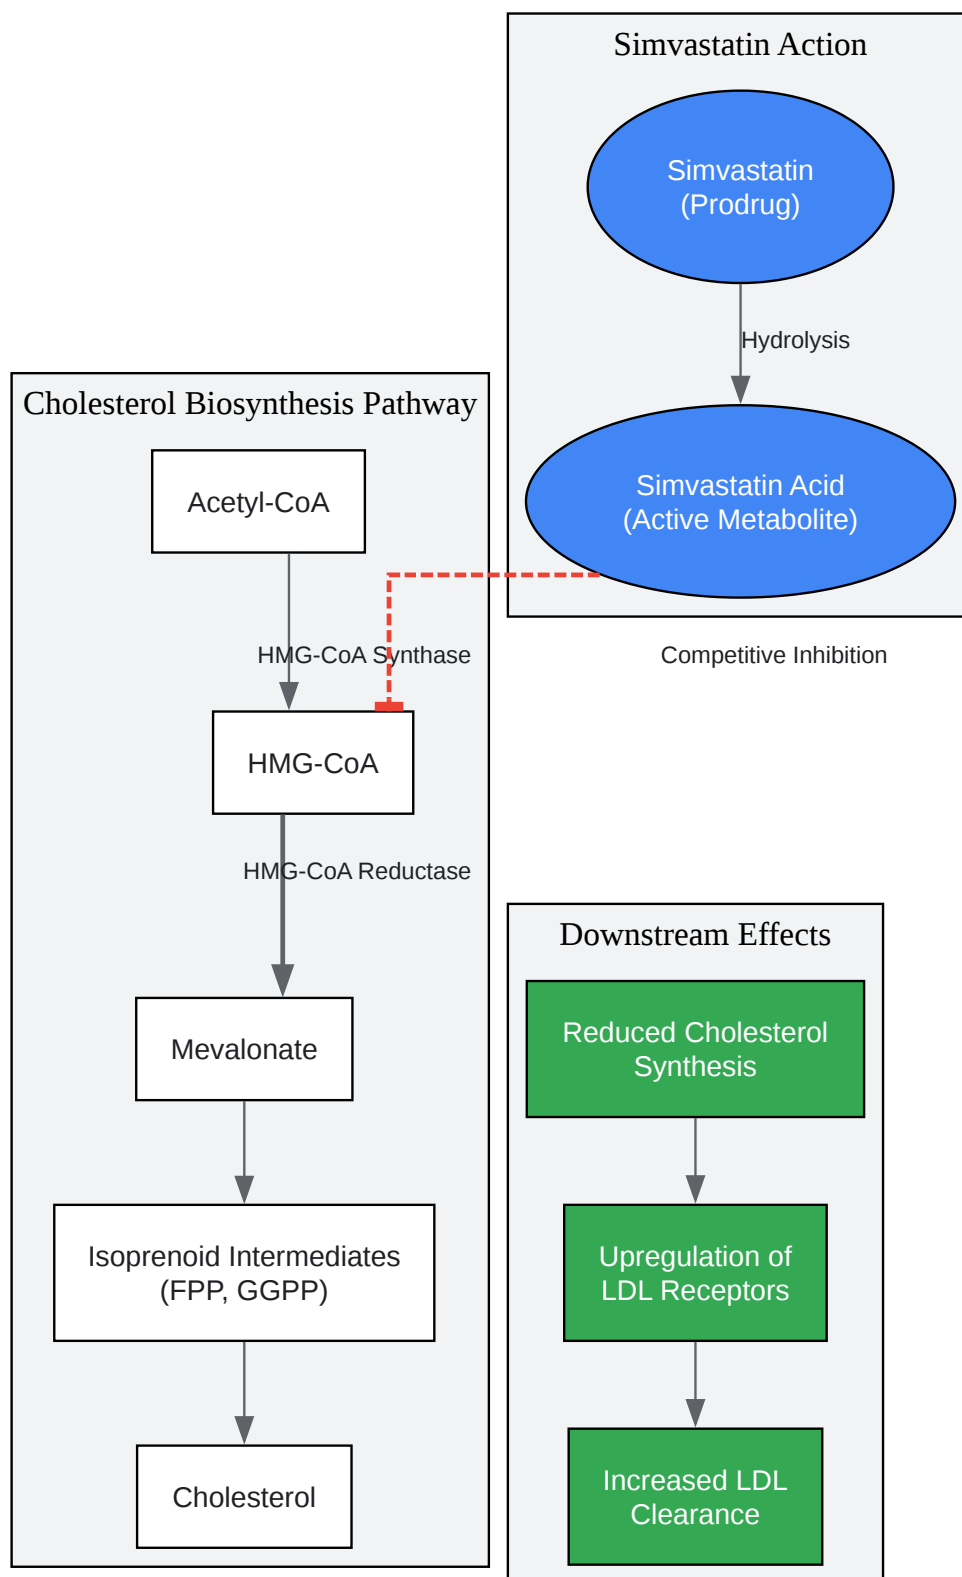 Simvastatin Action
Simvastatin
(Prodrug)
Hydrolysis
Simvastatin Acid
(Active Metabolite)
Competitive Inhibition
Cholesterol Biosynthesis Pathway
Acetyl-CoA
HMG-CoA Synthase
HMG-CoA
HMG-CoA Reductase
Mevalonate
Isoprenoid Intermediates
(FPP, GGPP)
Cholesterol
Downstream Effects
Reduced Cholesterol
Synthesis
Upregulation of
LDL Receptors
Increased LDL
Clearance